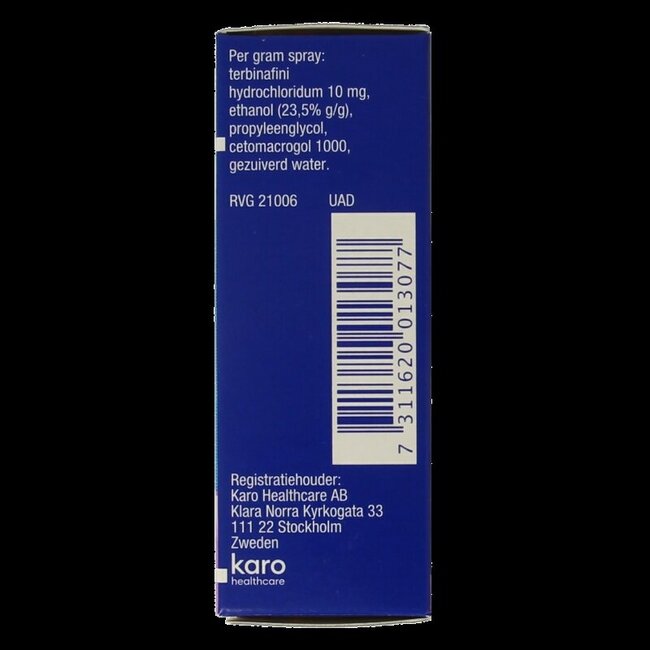 Per gram spray:
terbinafini
hydrochloridum 10 mg,
ethanol (23,5% g/g),
propyleenglycol,
cetomacrogol 1000,
gezuiverd water.
RVG 21006 UAD
7 311620 013077
Registratiehouder:
Karo Healthcare AB
Klara Norra Kyrkogata 33
111 22 Stockholm
Zweden
karo
healthcare